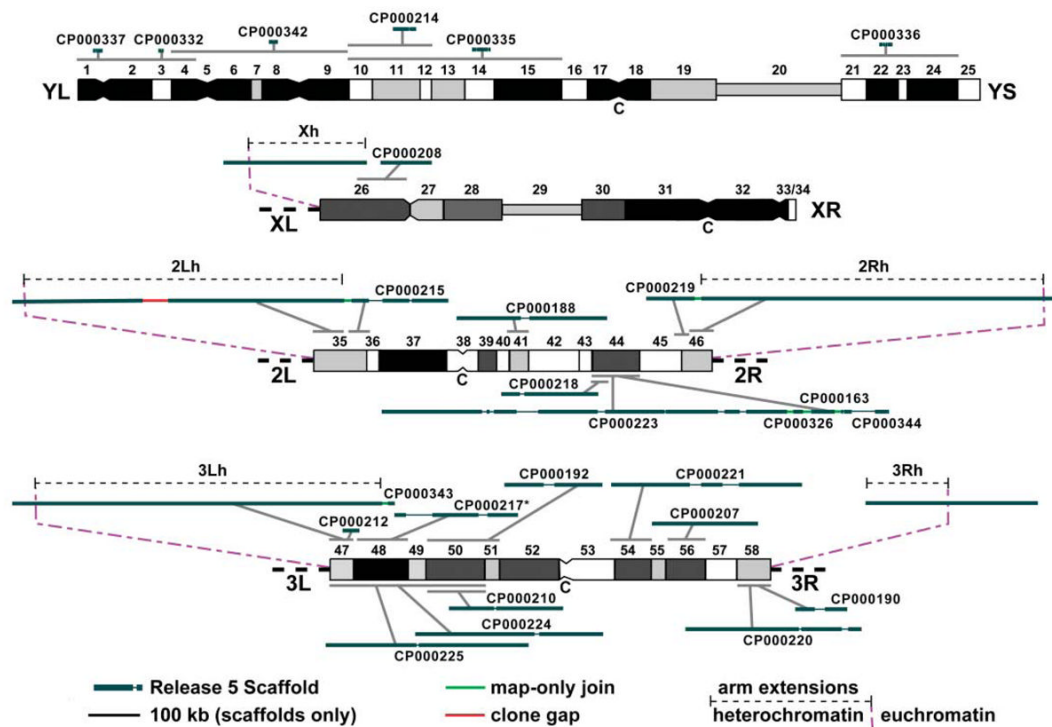 CP000214
CP000337 CP000332 CP000342 CP000335 CP000336
1 2 3 4 5 6 7 8 9 10 11 12 13 14 15 16 17 18 19 20 21 22 23 24 25
YL YS
C
Xh
CP000208
26 27 28 29 30 31 32 33/34
XL XR
C
2Lh 2Rh
CP000215 CP000219
CP000188
35 36 37 38 39 40 41 42 43 44 45 46
2L 2R
C
CP000218
CP000163
CP000223 CP000326 CP000344
3Lh CP000192 CP000221 3Rh
CP000343
CP000217*
CP000212 CP000207
47 48 49 50 51 52 53 54 55 56 57 58
3L 3R
C
CP000210 CP000190
CP000224
CP000225 CP000220
Release 5 Scaffold map-only join arm extensions
100 kb (scaffolds only) clone gap heterochromatin euchromatin